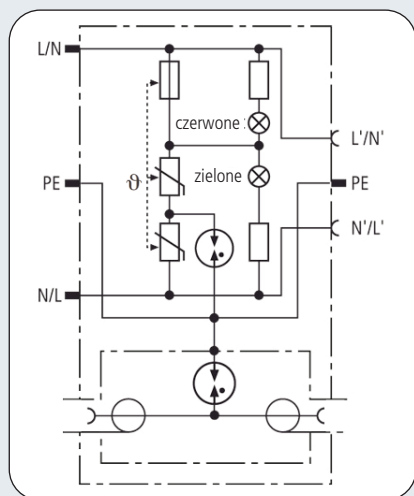 L/N
czerwone
L'/N'
PE
ϑ
zielone
PE
N'/L'
N/L